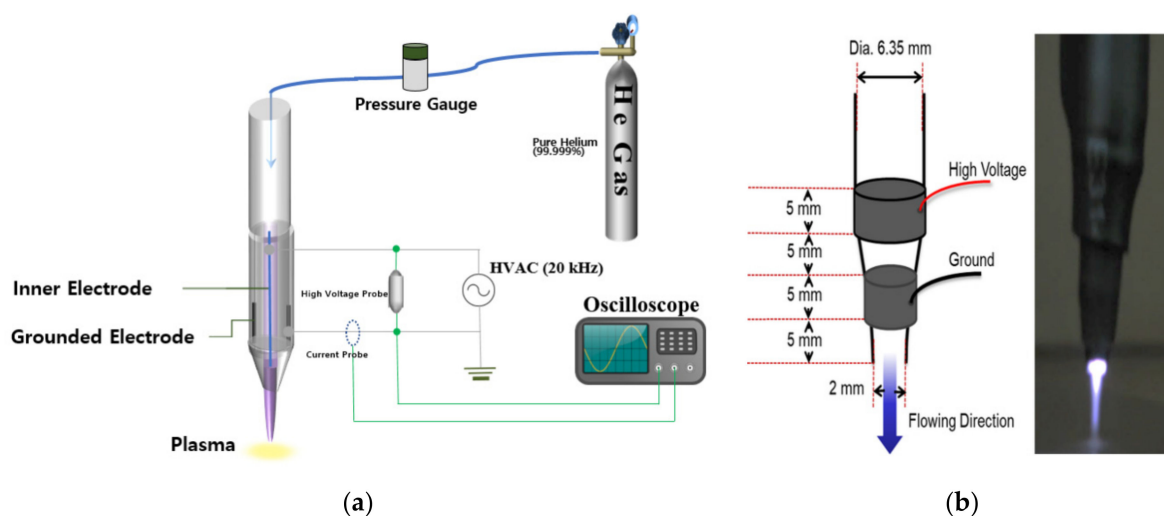 Pressure Gauge
He Gas
Pure Helium
(99.999%)
Inner Electrode
Grounded Electrode
High Voltage Probe
HVAC (20 kHz)
Current Probe
Oscilloscope
Plasma
(a)
Dia. 6.35 mm
High Voltage
5 mm
5 mm
Ground
5 mm
5 mm
2 mm
Flowing Direction
(b)